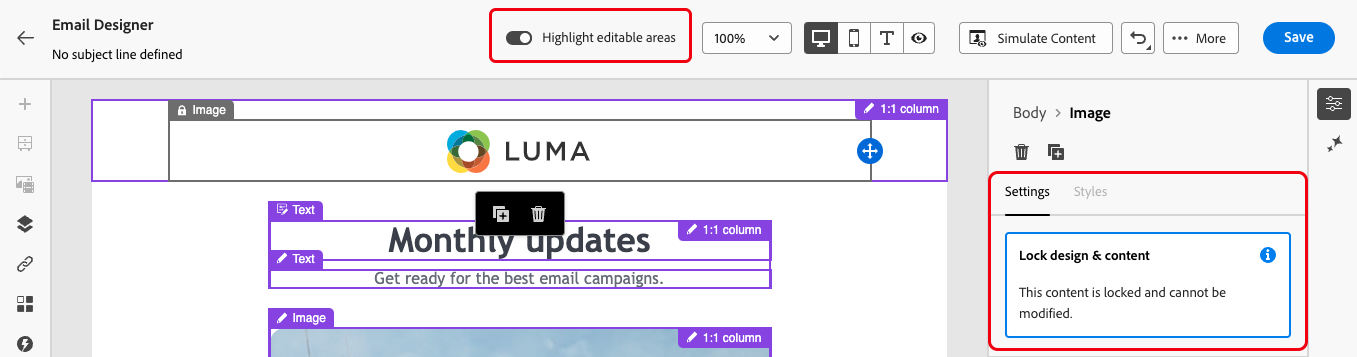 Email Designer
No subject line defined
Highlight editable areas
100%
Simulate Content
More
Save
Image
1:1 column
LUMA
Text
1:1 column
Monthly updates
Text
Get ready for the best email campaigns.
Image
1:1 column
Body > Image
Settings
Styles
Lock design & content
This content is locked and cannot be
modified.